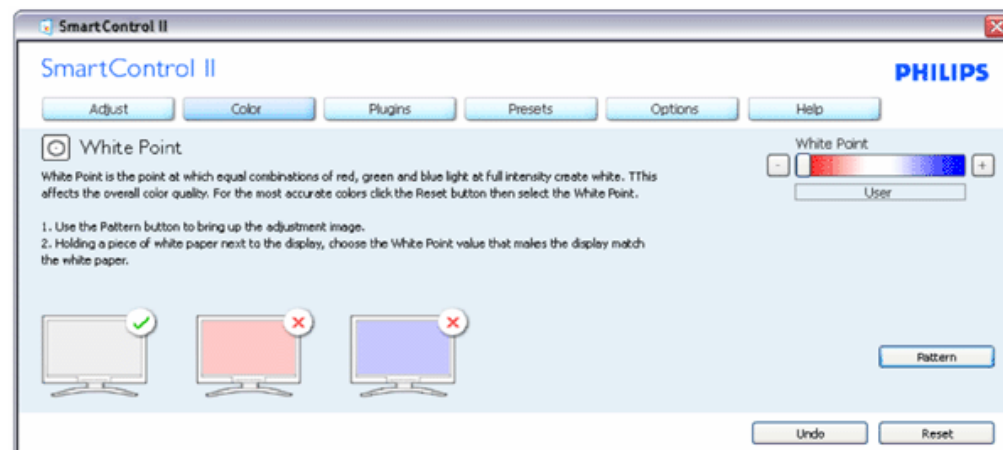 SmartControl II
SmartControl II
PHILIPS
Adjust Color Plugins Presets Options Help
White Point
White Point is the point at which equal combinations of red, green and blue light at full intensity create white. TThis
affects the overall color quality. For the most accurate colors click the Reset button then select the White Point.
1. Use the Pattern button to bring up the adjustment image.
2. Holding a piece of white paper next to the display, choose the White Point value that makes the display match
the white paper.
White Point
- +
User
Pattern
Undo Reset